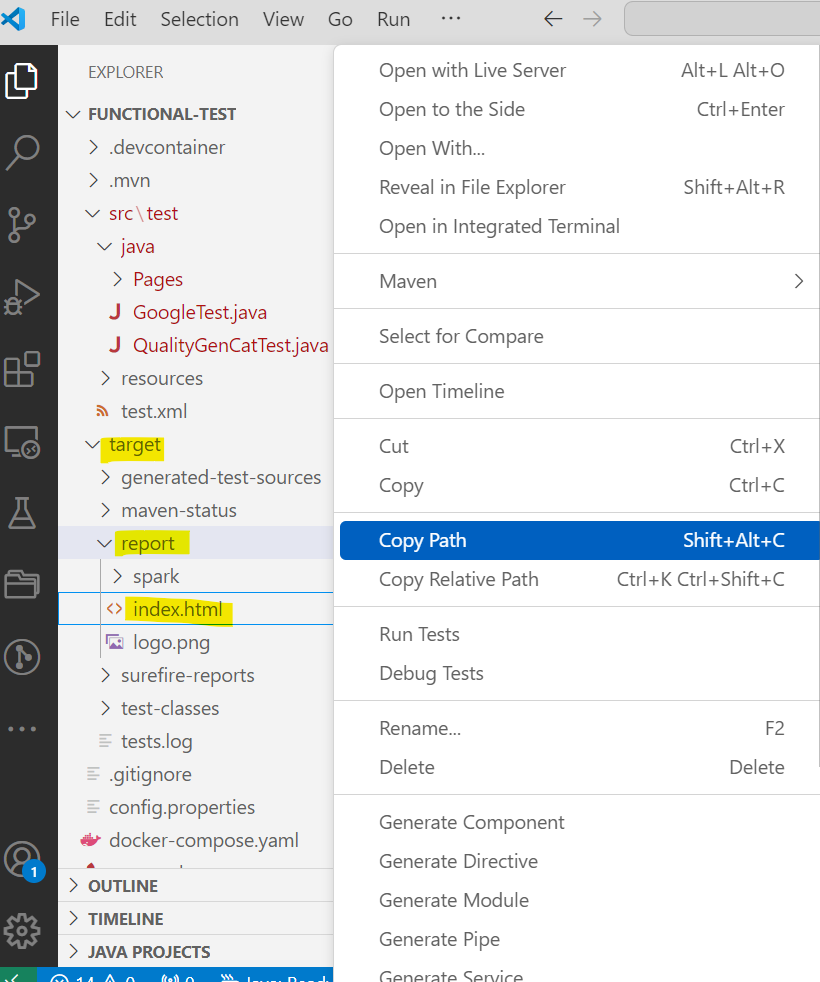 File Edit Selection View Go Run ...
EXPLORER
FUNCTIONAL-TEST
.devcontainer
.mvn
src\test
java
Pages
GoogleTest.java
QualityGenCatTest.java
resources
test.xml
target
generated-test-sources
maven-status
report
spark
index.html
logo.png
surefire-reports
test-classes
tests.log
.gitignore
config.properties
docker-compose.yaml
OUTLINE
TIMELINE
JAVA PROJECTS
1
Open with Live Server Alt+L Alt+O
Open to the Side Ctrl+Enter
Open With...
Reveal in File Explorer Shift+Alt+R
Open in Integrated Terminal
Maven
Select for Compare
Open Timeline
Cut Ctrl+X
Copy Ctrl+C
Copy Path Shift+Alt+C
Copy Relative Path Ctrl+K Ctrl+Shift+C
Run Tests
Debug Tests
Rename... F2
Delete Delete
Generate Component
Generate Directive
Generate Module
Generate Pipe
Generate Service
14 0 0 Java: Ready